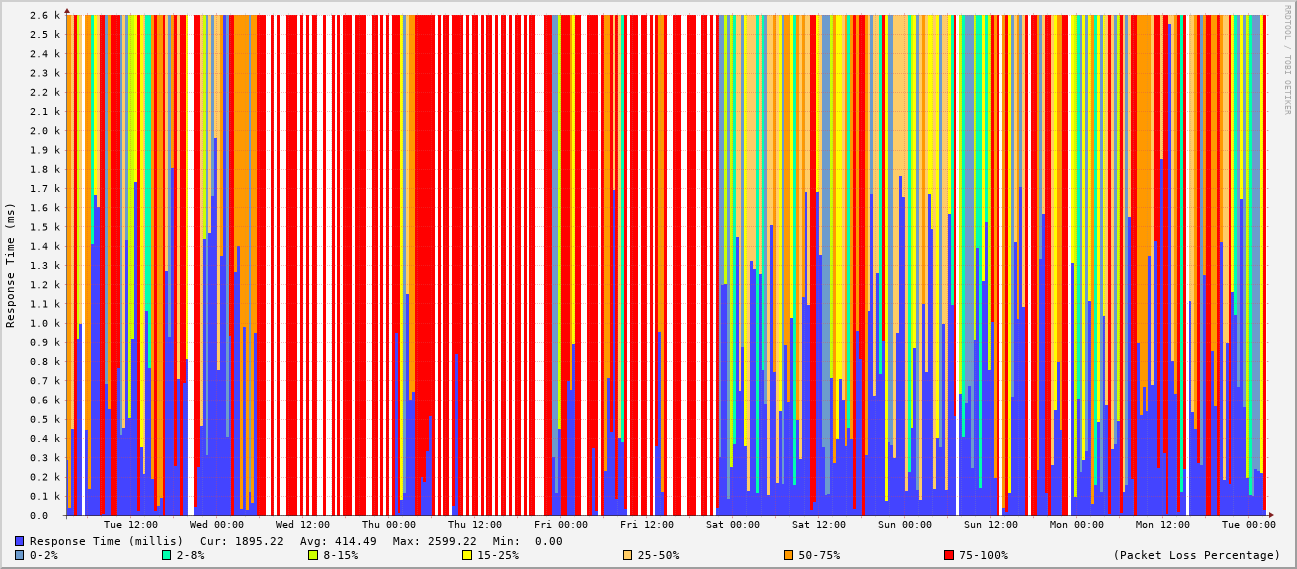 2.6 k
2.5 k
2.4 k
2.3 k
2.2 k
2.1 k
2.0 k
1.9 k
1.8 k
1.7 k
1.6 k
1.5 k
1.4 k
1.3 k
1.2 k
1.1 k
1.0 k
0.9 k
0.8 k
0.7 k
0.6 k
0.5 k
0.4 k
0.3 k
0.2 k
0.1 k
0.0
Response Time (ms)
RRDTOOL / TOBI OETIKER
Tue 12:00 Wed 00:00 Wed 12:00 Thu 00:00 Thu 12:00 Fri 00:00 Fri 12:00 Sat 00:00 Sat 12:00 Sun 00:00 Sun 12:00 Mon 00:00 Mon 12:00 Tue 00:00
Response Time (millis) Cur: 1895.22 Avg: 414.49 Max: 2599.22 Min: 0.00
0-2% 2-8% 8-15% 15-25% 25-50% 50-75% 75-100% (Packet Loss Percentage)